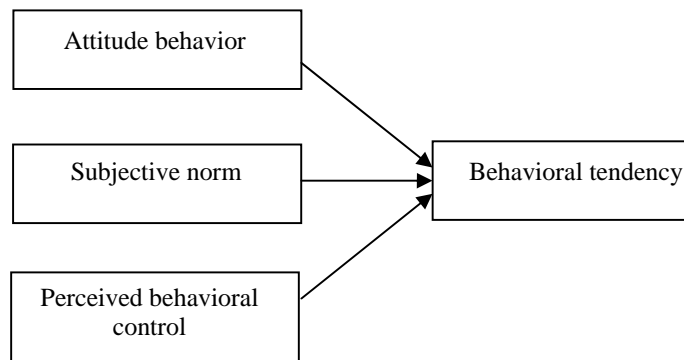 Attitude behavior
Subjective norm
Behavioral tendency
Perceived behavioral
control